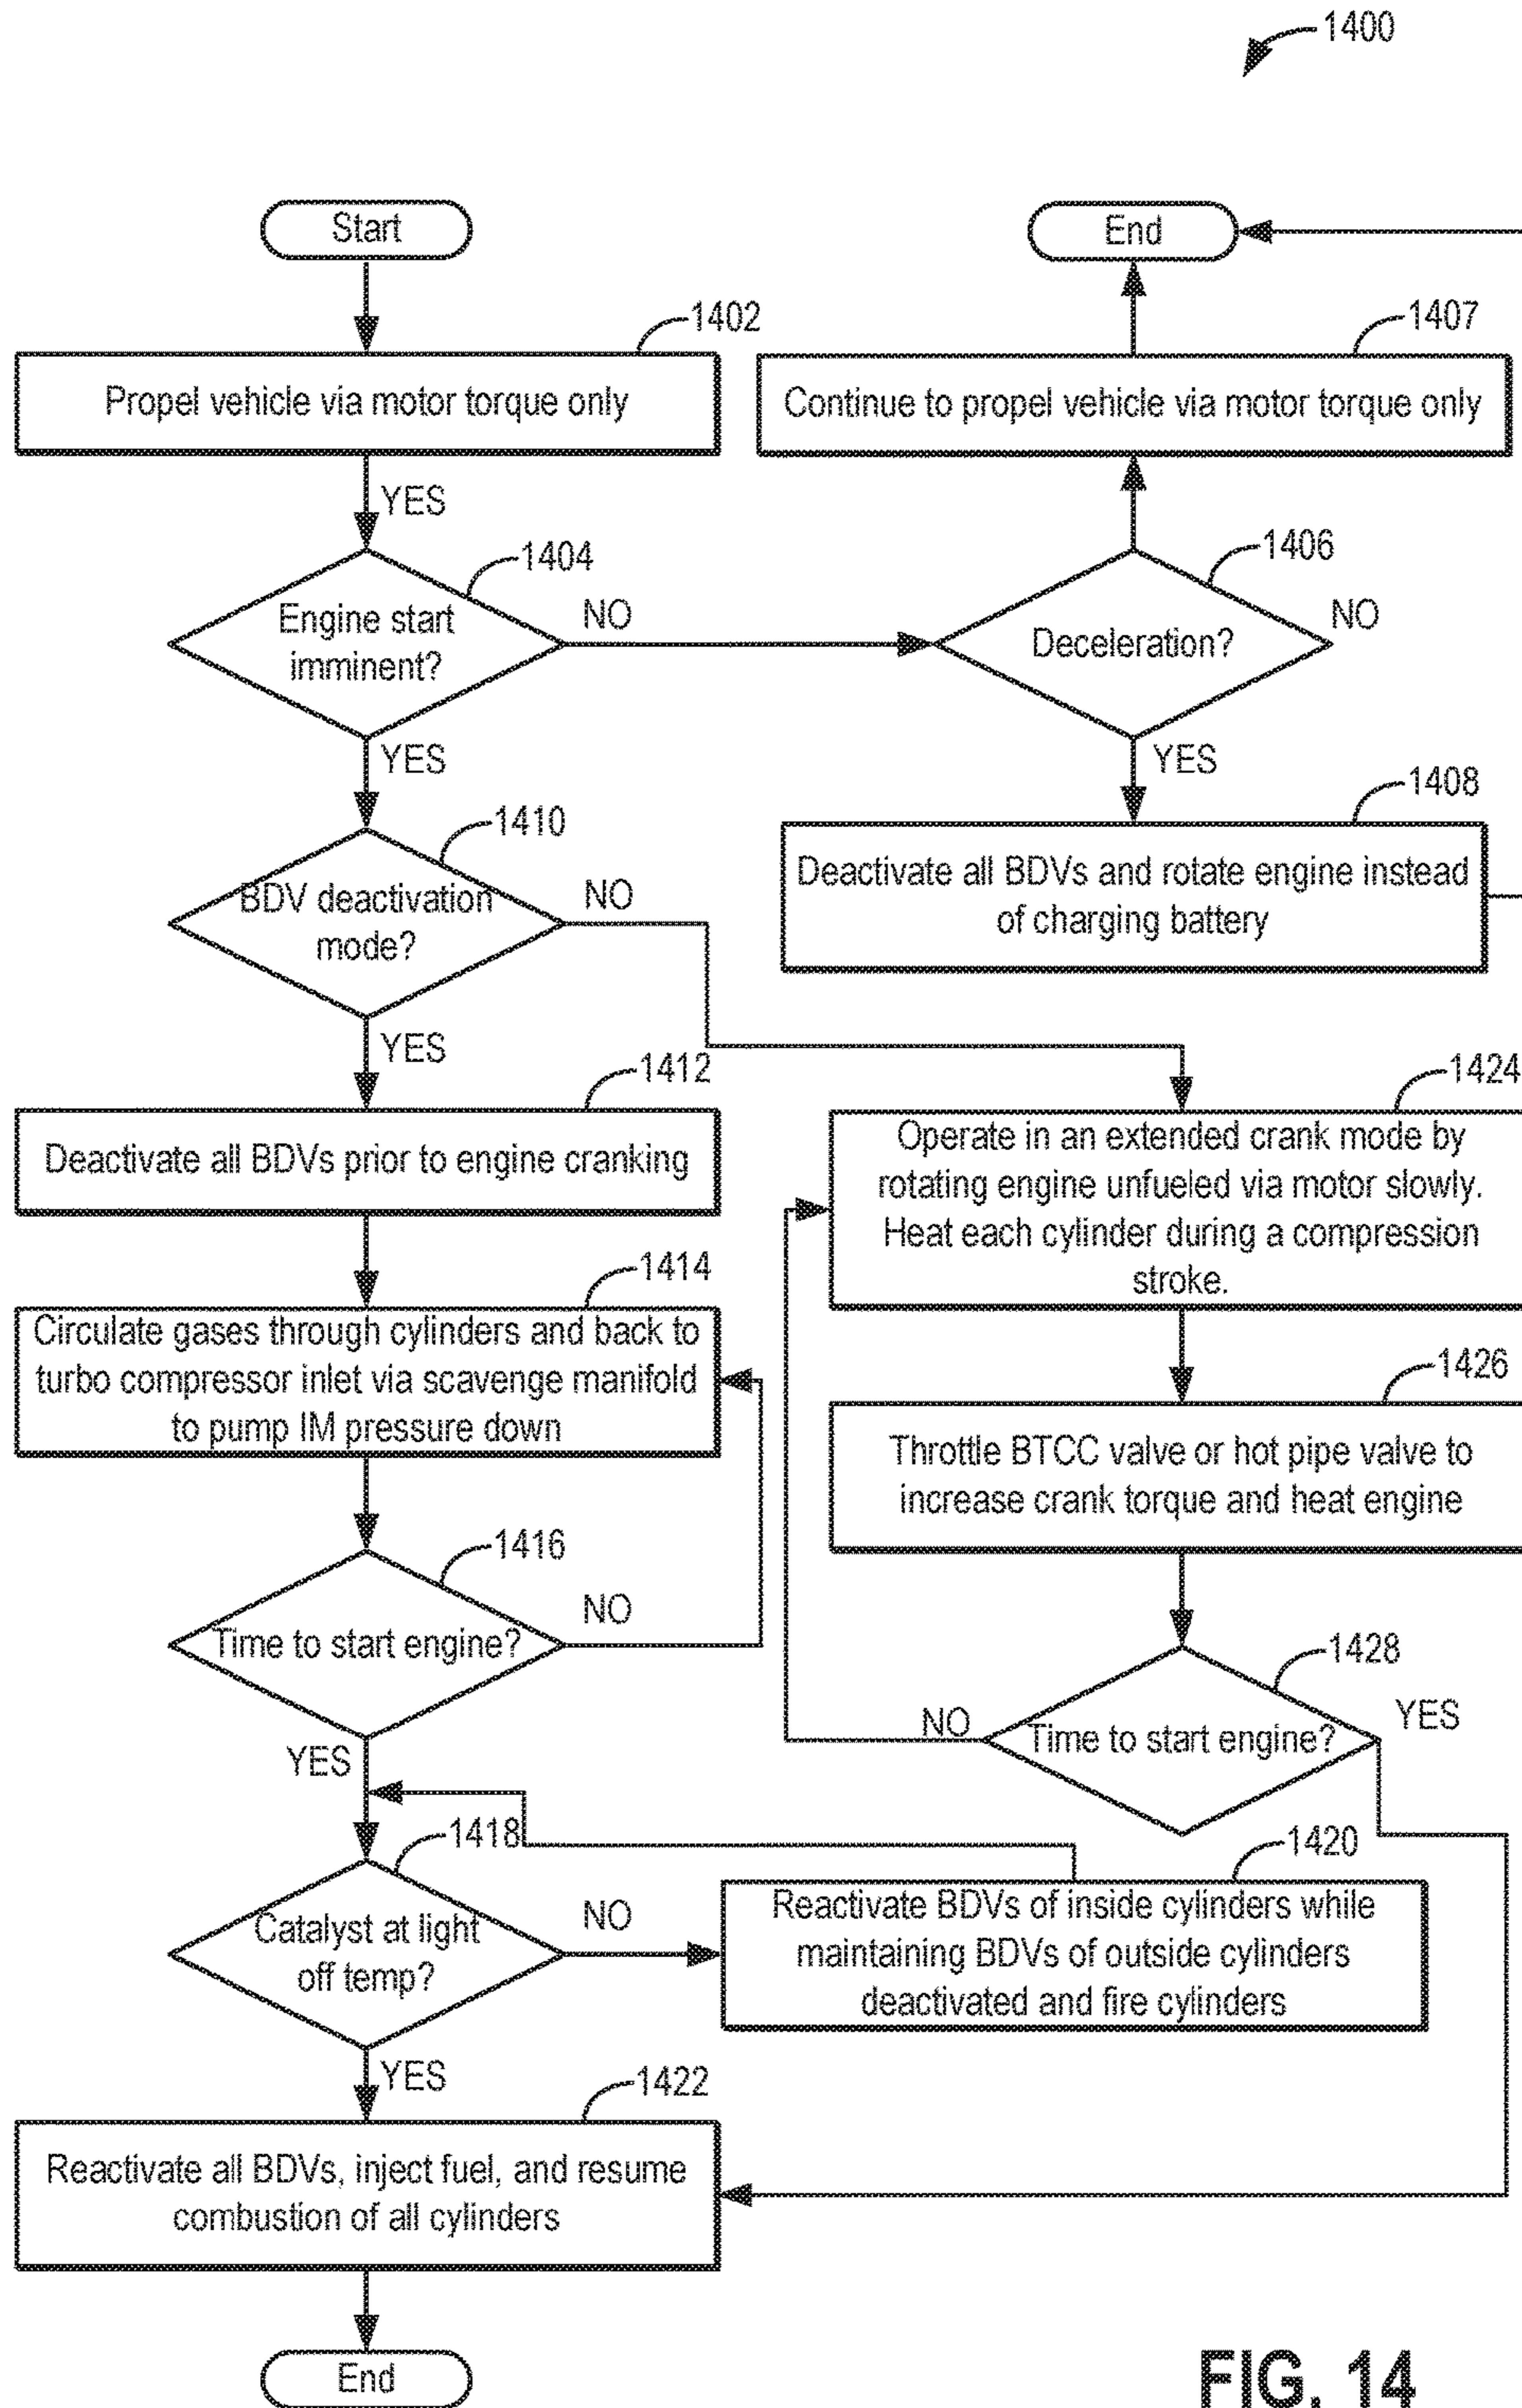 1400
Start
End
1402
1407
Propel vehicle via motor torque only
Continue to propel vehicle via motor torque only
YES
1404
1406
Engine start
imminent?
NO
Deceleration?
NO
YES
YES
1410
1408
BDV deactivation
mode?
NO
Deactivate all BDVs and rotate engine instead
of charging battery
YES
1412
1424
Deactivate all BDVs prior to engine cranking
Operate in an extended crank mode by
rotating engine unfueled via motor slowly.
Heat each cylinder during a compression
stroke.
1414
Circulate gases through cylinders and back to
turbo compressor inlet via scavenge manifold
to pump IM pressure down
1426
Throttle BTCC valve or hot pipe valve to
increase crank torque and heat engine
1416
Time to start engine?
NO
1428
Time to start engine?
NO
YES
YES
1418
1420
Catalyst at light
off temp?
NO
Reactivate BDVs of inside cylinders while
maintaining BDVs of outside cylinders
deactivated and fire cylinders
YES
1422
Reactivate all BDVs, inject fuel, and resume
combustion of all cylinders
End
FIG. 14